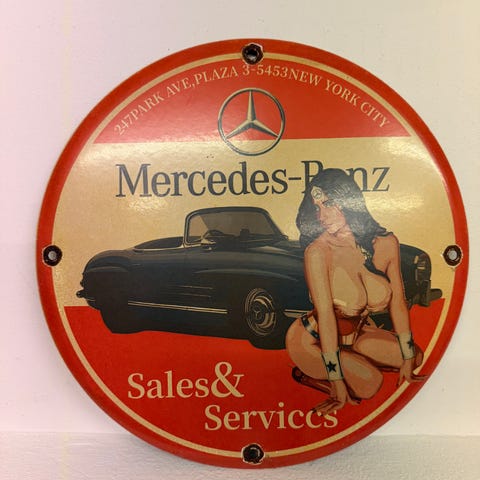 247PARK AVE,PLAZA 3-5453NEW YORK CITY
Mercedes-Benz
Sales&
Serviccs